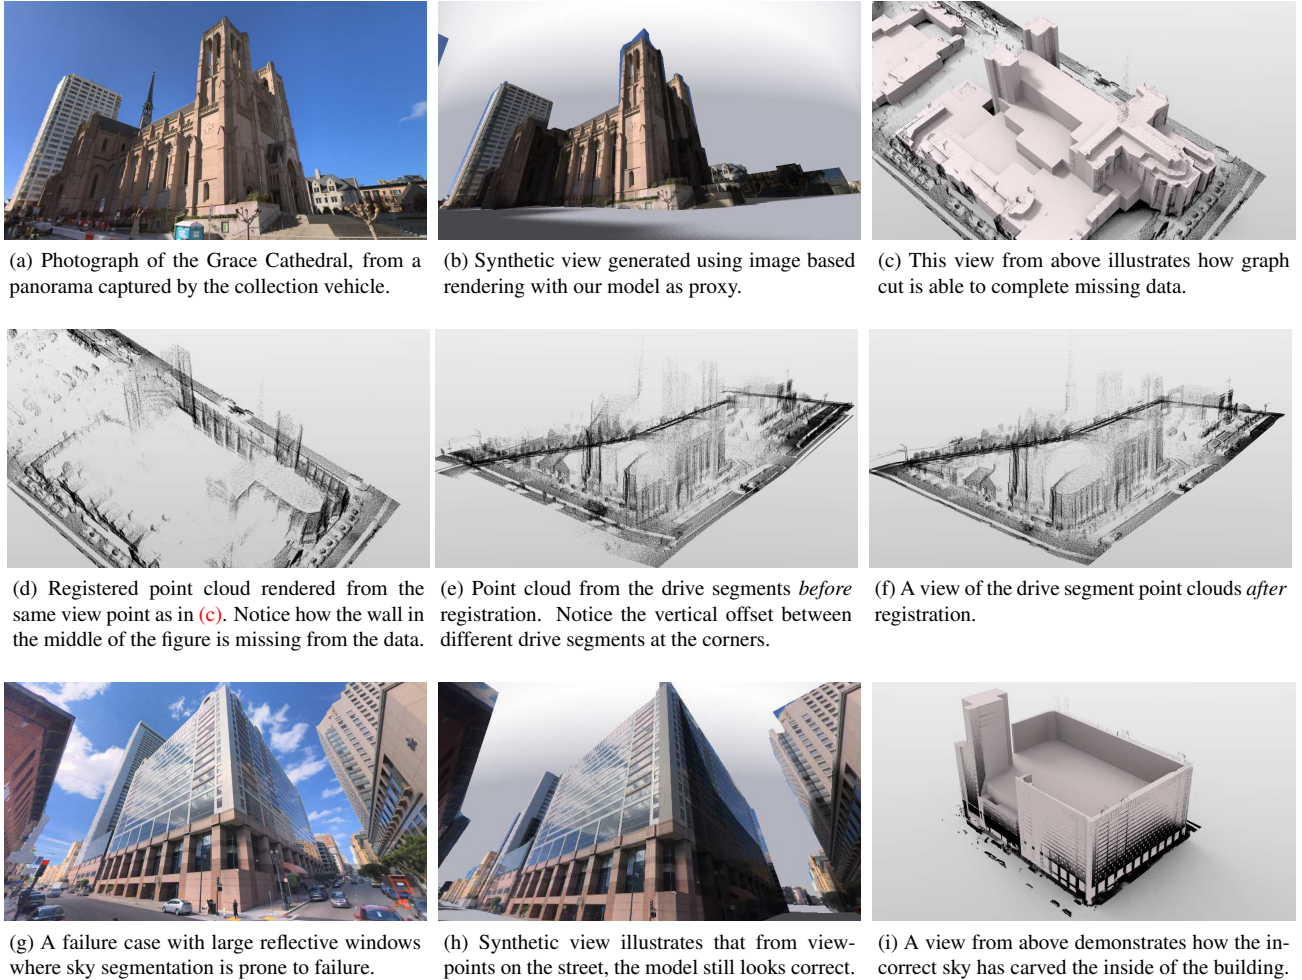 (a) Photograph of the Grace Cathedral, from a
panorama captured by the collection vehicle.
(b) Synthetic view generated using image based
rendering with our model as proxy.
(c) This view from above illustrates how graph
cut is able to complete missing data.
(d) Registered point cloud rendered from the
same view point as in (c). Notice how the wall in
the middle of the figure is missing from the data.
(e) Point cloud from the drive segments before
registration. Notice the vertical offset between
different drive segments at the corners.
(f) A view of the drive segment point clouds after
registration.
(g) A failure case with large reflective windows
where sky segmentation is prone to failure.
(h) Synthetic view illustrates that from view-
points on the street, the model still looks correct.
(i) A view from above demonstrates how the in-
correct sky has carved the inside of the building.